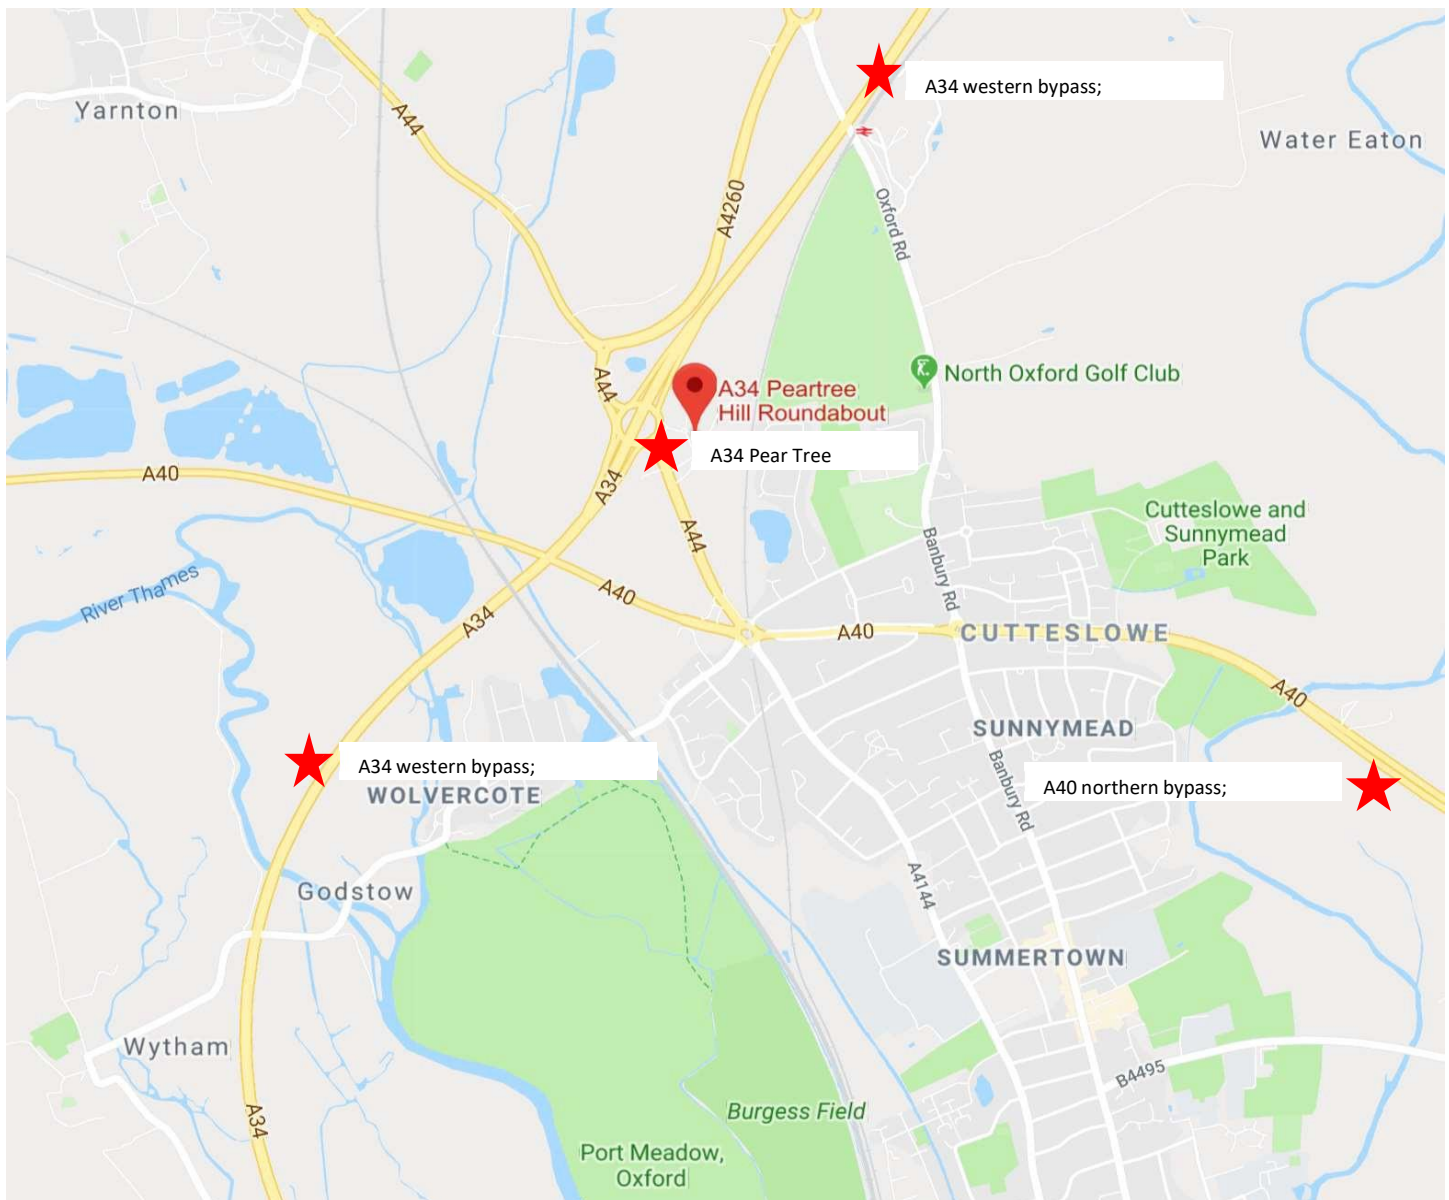 A34 western bypass;
Yarnton
A44
Water Eaton
A4260
Oxford Rd
North Oxford Golf Club
A44
A34 Peartree
Hill Roundabout
A34 Pear Tree
A40
A34
A44
Cutteslowe and
Sunnymead
Park
Banbury Rd
River Thames
A40
A34
A40
CUTTESLOWE
A40
SUNNYMEAD
A34 western bypass;
A40 northern bypass;
WOLVERCOTE
Banbury Rd
Godstow
A4144
SUMMERTOWN
Wytham
B4495
A34
Burgess Field
Port Meadow,
Oxford